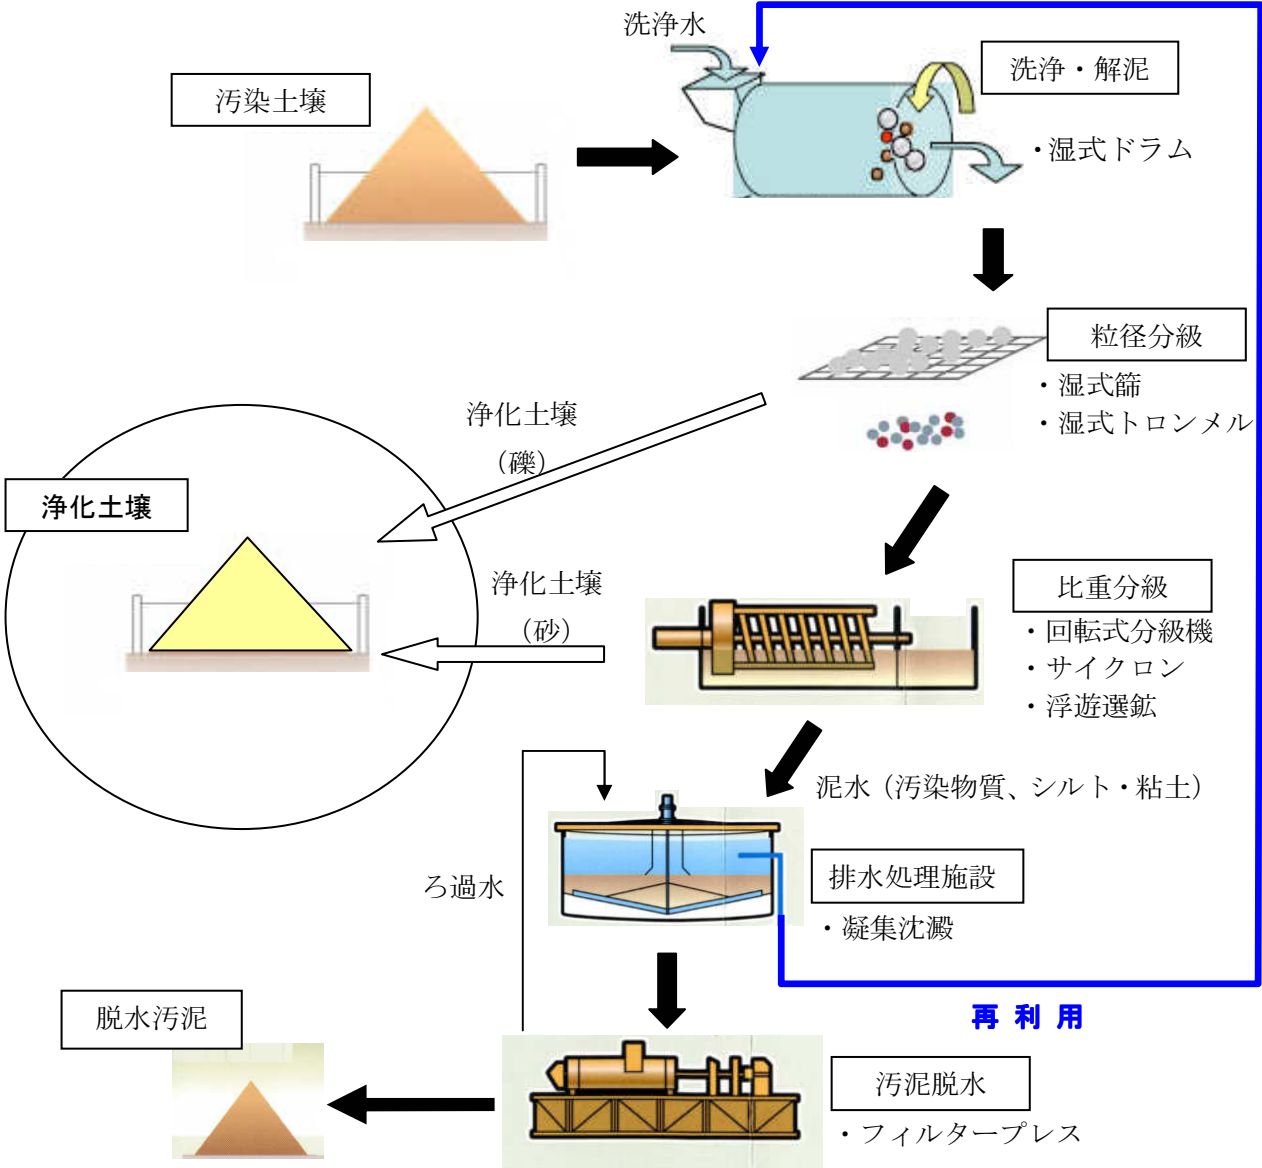 洗浄水
洗浄・解泥
汚染土壌
・湿式ドラム
粒径分級
・湿式篩
・湿式トロンメル
浄化土壌
（礫）
浄化土壌
浄化土壌
（砂）
比重分級
・回転式分級機
・サイクロン
・浮遊選鉱
泥水（汚染物質、シルト・粘土）
ろ過水
排水処理施設
・凝集沈澱
再利用
脱水汚泥
汚泥脱水
・フィルタープレス